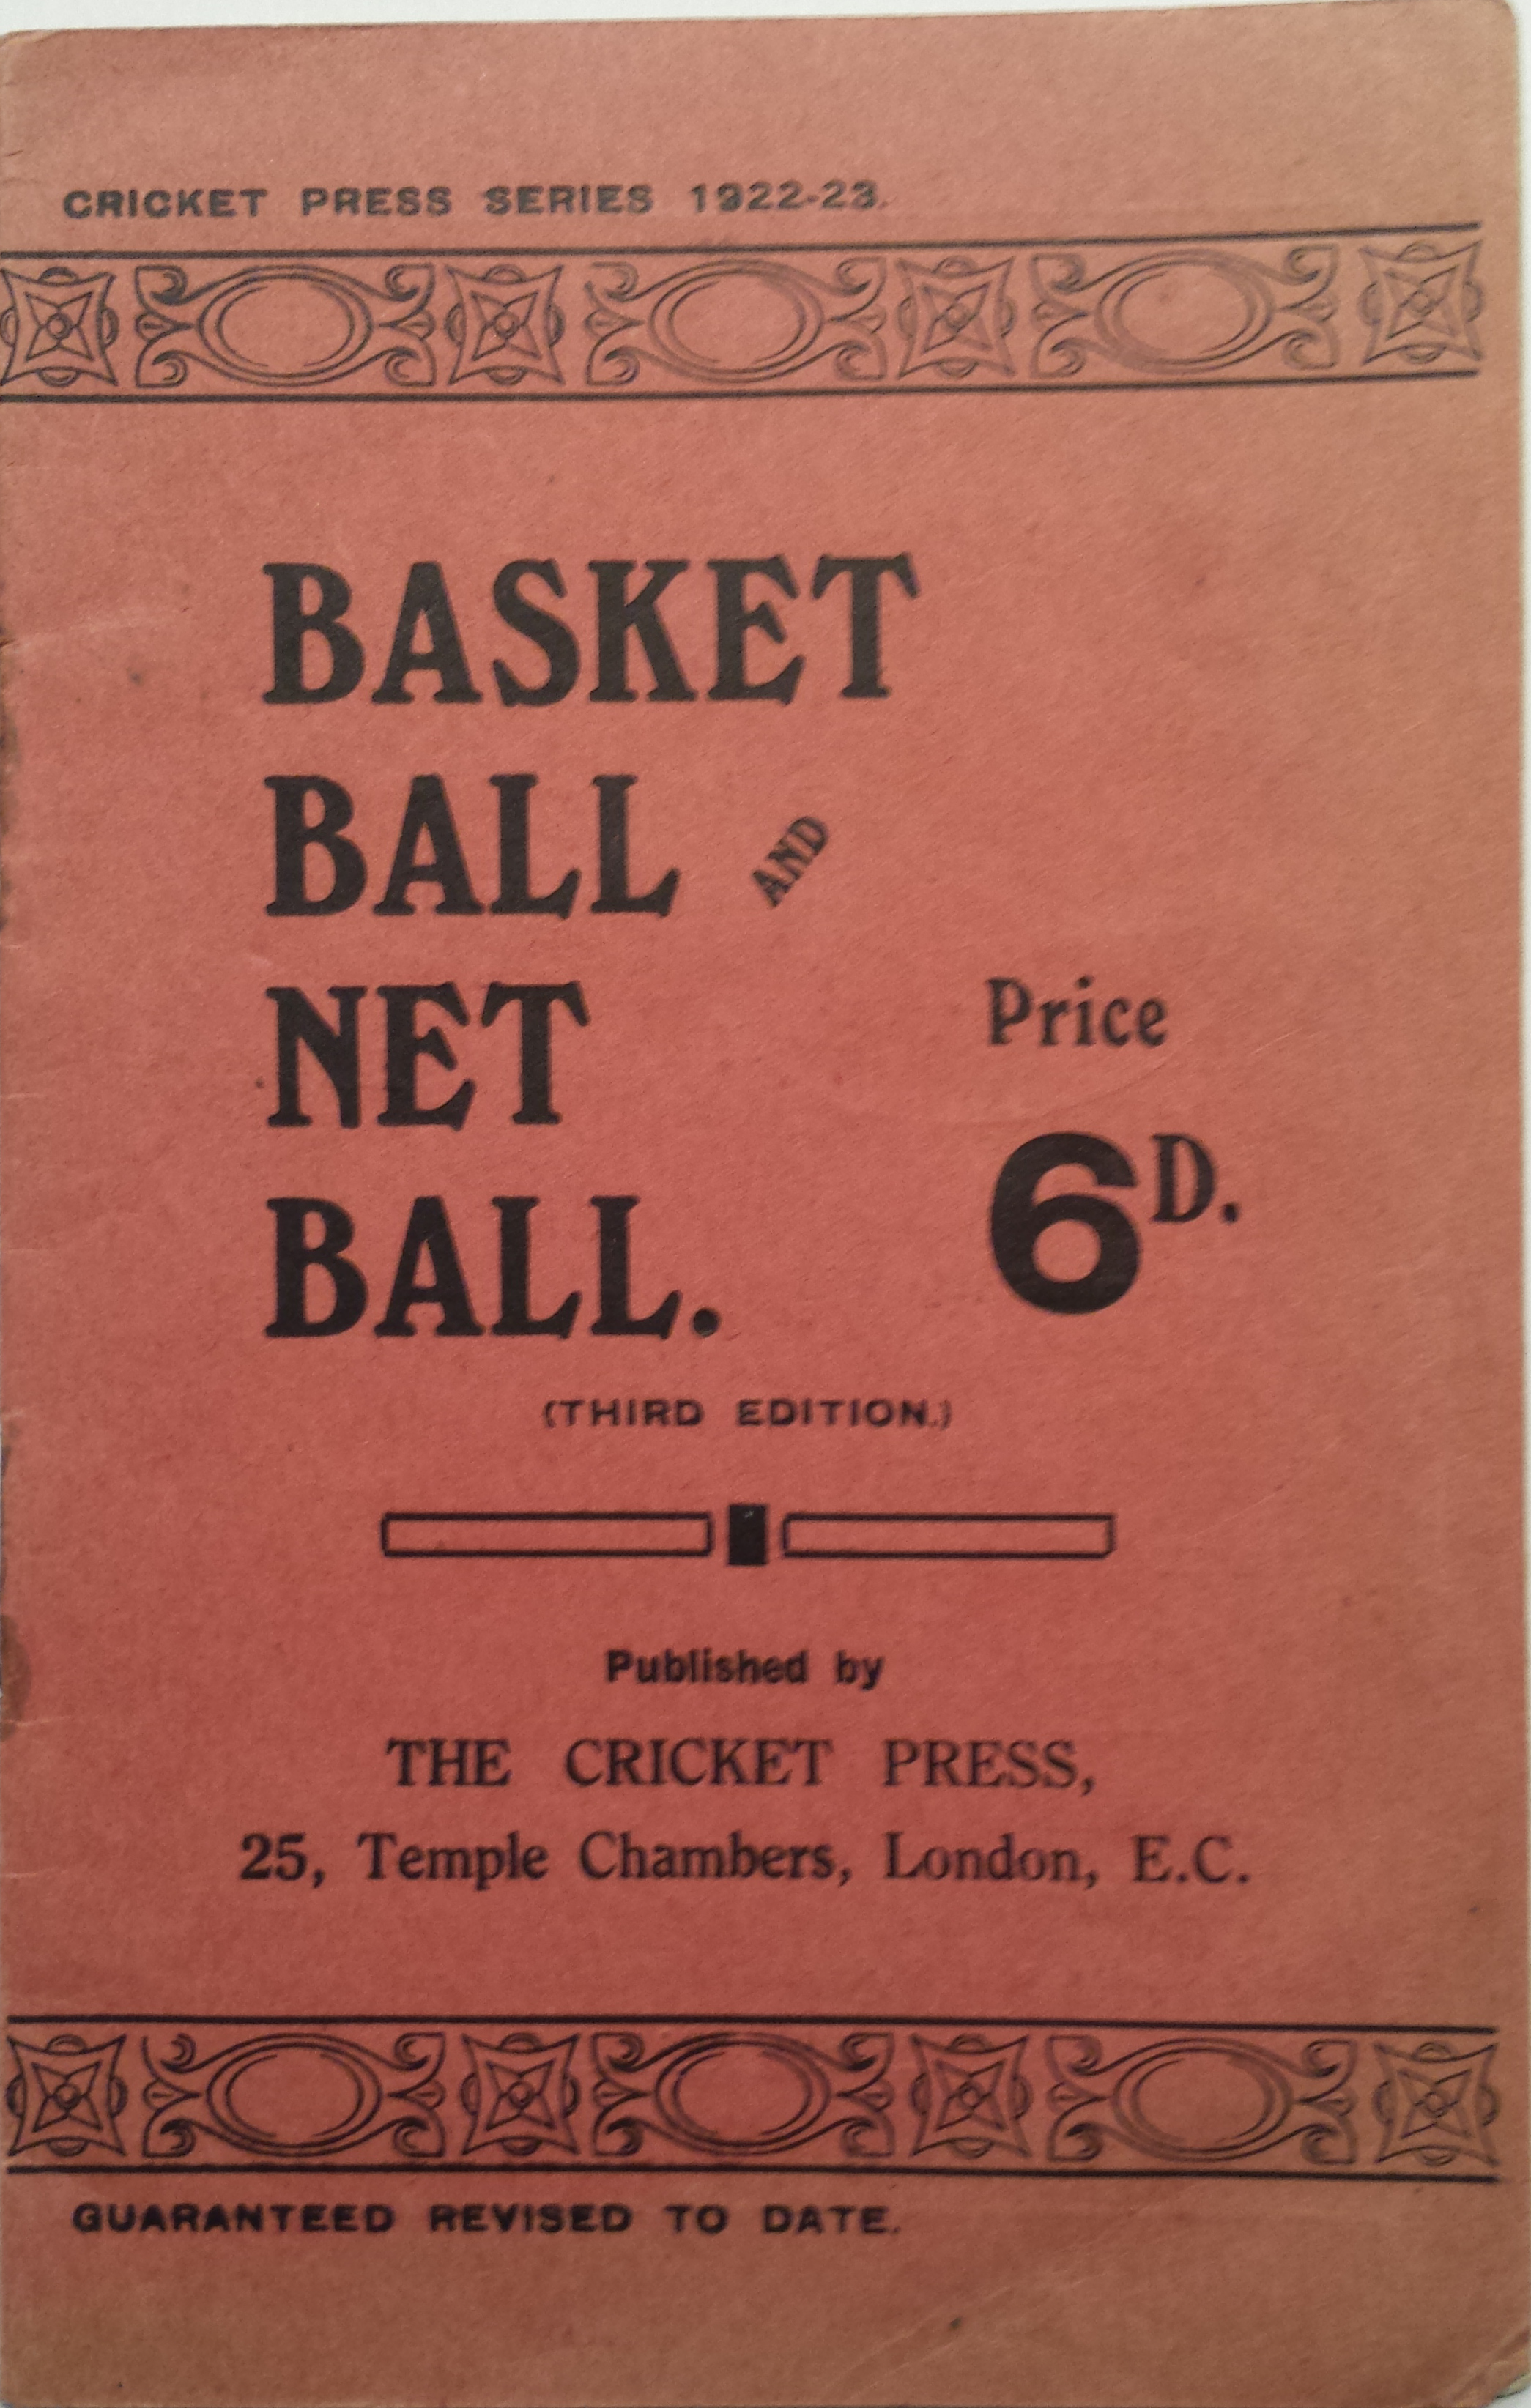 CRICKET PRESS SERIES 1922-23.
BASKET
BALL AND
NET
BALL.
Price
6D.
(THIRD EDITION.)
Published by
THE CRICKET PRESS,
25, Temple Chambers, London, E.C.
GUARANTEED REVISED TO DATE.